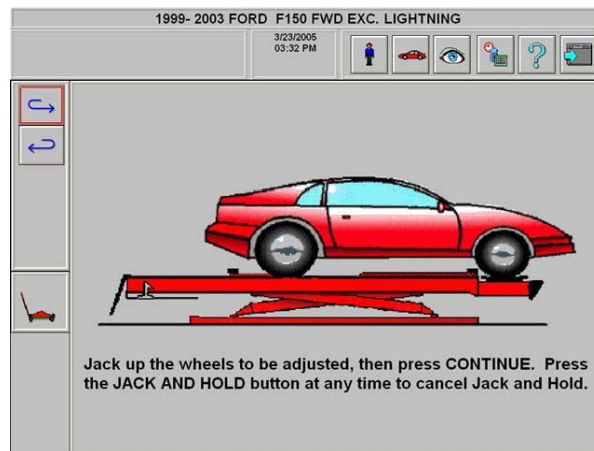 1999- 2003 FORD F150 FWD EXC. LIGHTNING
3/23/2005
03:32 PM
Jack up the wheels to be adjusted, then press CONTINUE. Press
the JACK AND HOLD button at any time to cancel Jack and Hold.